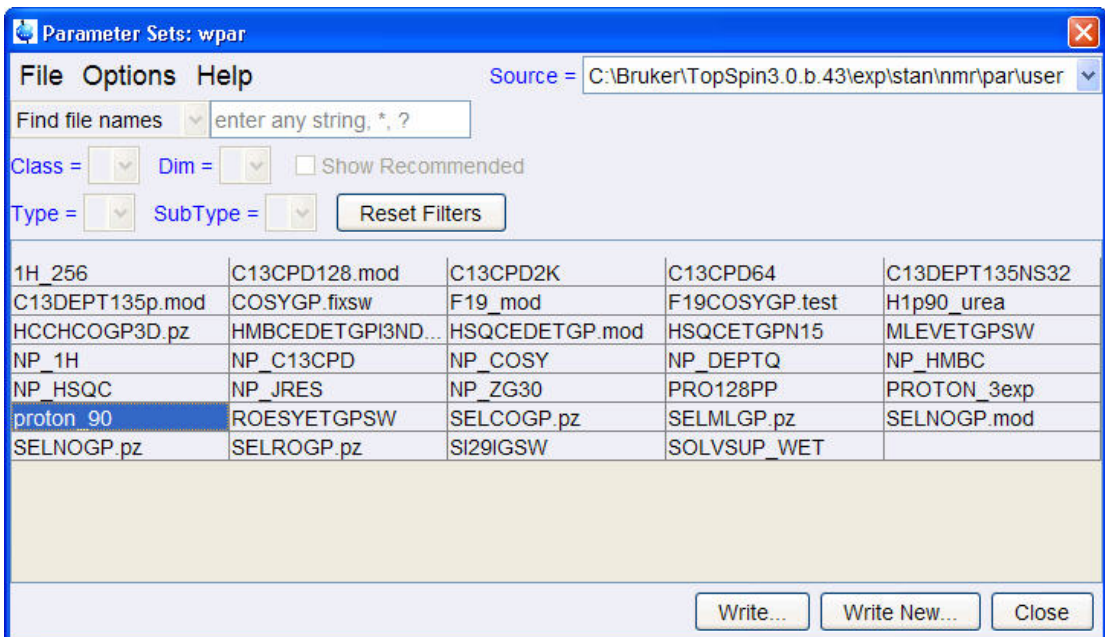 Parameter Sets: wpar
File Options Help Source = C:\Bruker\TopSpin3.0.b.43\exp\stan\nmr\par\user
Find file names enter any string, *, ?
Class = Dim = Show Recommended
Type = SubType = Reset Filters
1H_256 C13CPD128.mod C13CPD2K C13CPD64 C13DEPT135NS32
C13DEPT135p.mod COSYGP.fixsw F19_mod F19COSYGP.test H1p90_urea
HCCHCOGP3D.pz HMBCEDETGPI3ND... HSQCEDETGP.mod HSQCETGPN15 MLEVETGPSW
NP_1H NP_C13CPD NP_COSY NP_DEPTQ NP_HMBC
NP_HSQC NP_JRES NP_ZG30 PRO128PP PROTON_3exp
proton_90 ROESYETGPSW SELCOGP.pz SELMLGP.pz SELNOGP.mod
SELNOGP.pz SELROGP.pz SI29IGSW SOLVSUP_WET
Write... Write New... Close